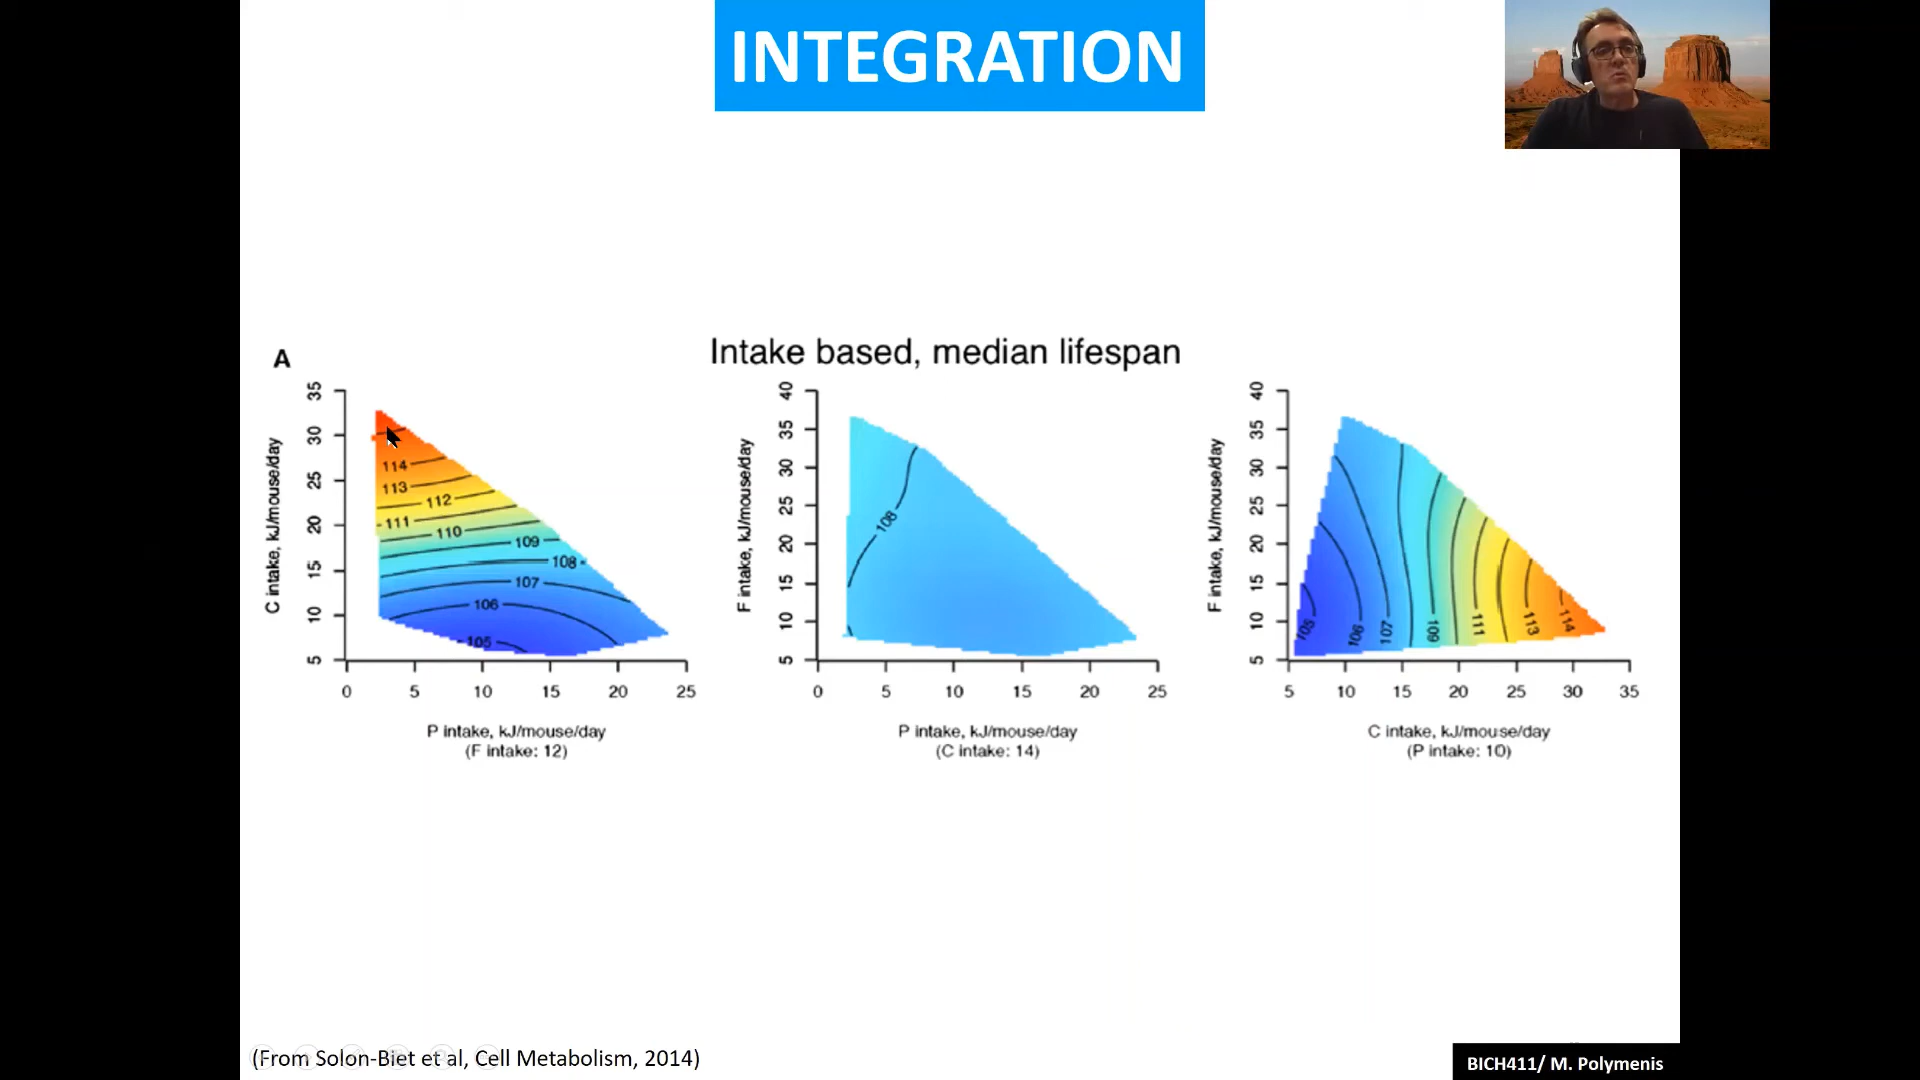 INTEGRATION
A
Intake based, median lifespan
C intake, kJ/mouse/day
35
30
25
20
15
10
5
114
113
112
111
110
109
108
107
106
105
0 5 10 15 20 25
P intake, kJ/mouse/day
(F intake: 12)
F intake, kJ/mouse/day
40
35
30
25
20
15
10
5
108
0 5 10 15 20 25
P intake, kJ/mouse/day
(C intake: 14)
F intake, kJ/mouse/day
40
35
30
25
20
15
10
5
105 106 107 109 111 113 114
5 10 15 20 25 30 35
C intake, kJ/mouse/day
(P intake: 10)
(From Solon-Biet et al, Cell Metabolism, 2014)
BICH411/ M. Polymenis